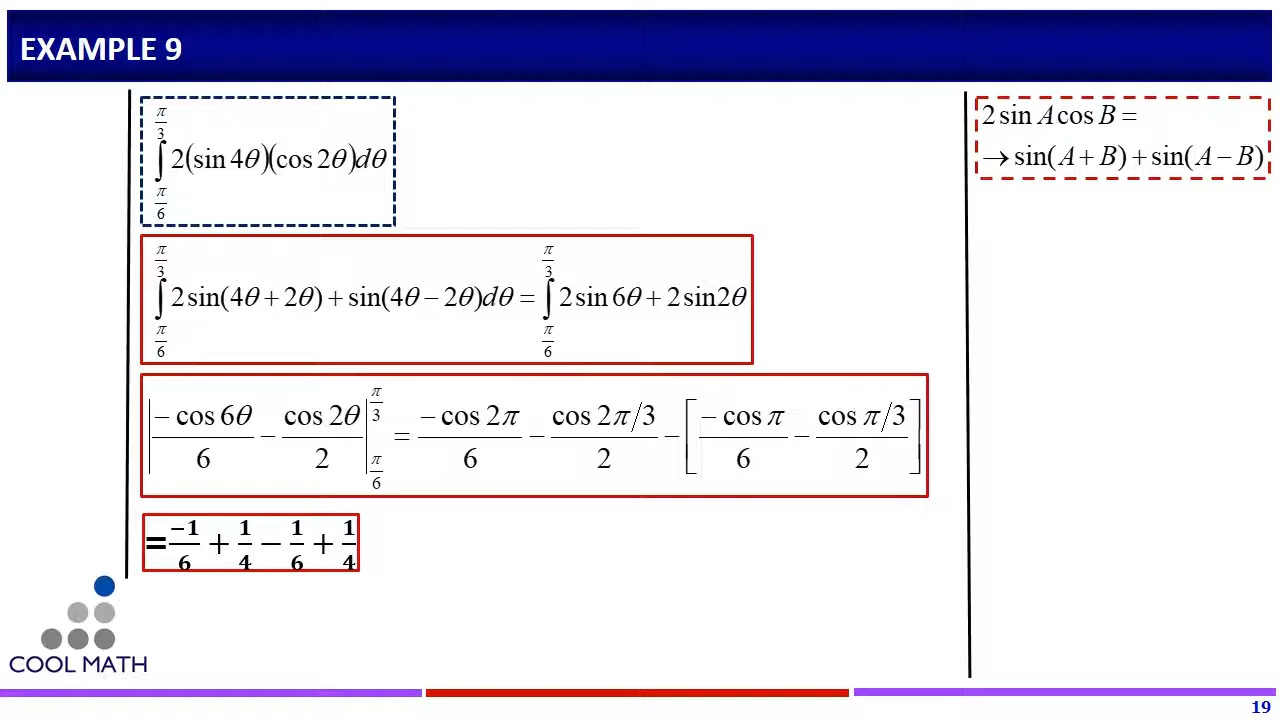 EXAMPLE 9
∫_{π/6}^{π/3} 2(sin 4θ)(cos 2θ)dθ
2 sin A cos B =
→ sin(A + B) + sin(A − B)
∫_{π/6}^{π/3} 2 sin(4θ + 2θ) + sin(4θ − 2θ)dθ = ∫_{π/6}^{π/3} 2 sin 6θ + 2 sin2θ
|−cos 6θ/6 − cos 2θ/2|_{π/6}^{π/3} = −cos 2π/6 − cos 2π/3/2 − [−cos π/6 − cos π/3/2]
=−1/6 + 1/4 − 1/6 + 1/4
COOL MATH
19